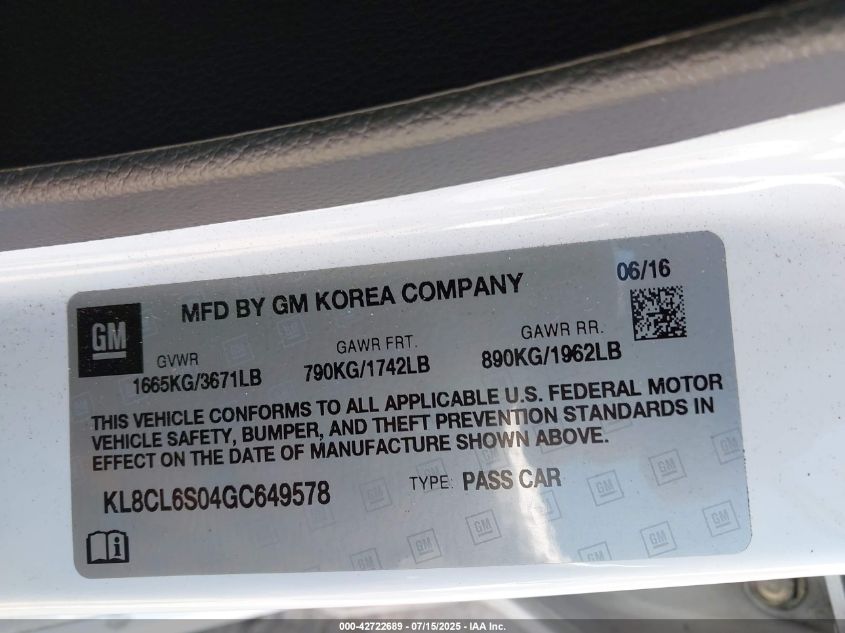 GM
MFD BY GM KOREA COMPANY
06/16
GVWR
1665KG/3671LB
GAWR FRT.
790KG/1742LB
GAWR RR.
890KG/1962LB
THIS VEHICLE CONFORMS TO ALL APPLICABLE U.S. FEDERAL MOTOR
VEHICLE SAFETY, BUMPER, AND THEFT PREVENTION STANDARDS IN
EFFECT ON THE DATE OF MANUFACTURE SHOWN ABOVE.
KL8CL6S04GC649578
TYPE: PASS CAR
000-42722689 - 07/15/2025 - IAA Inc.